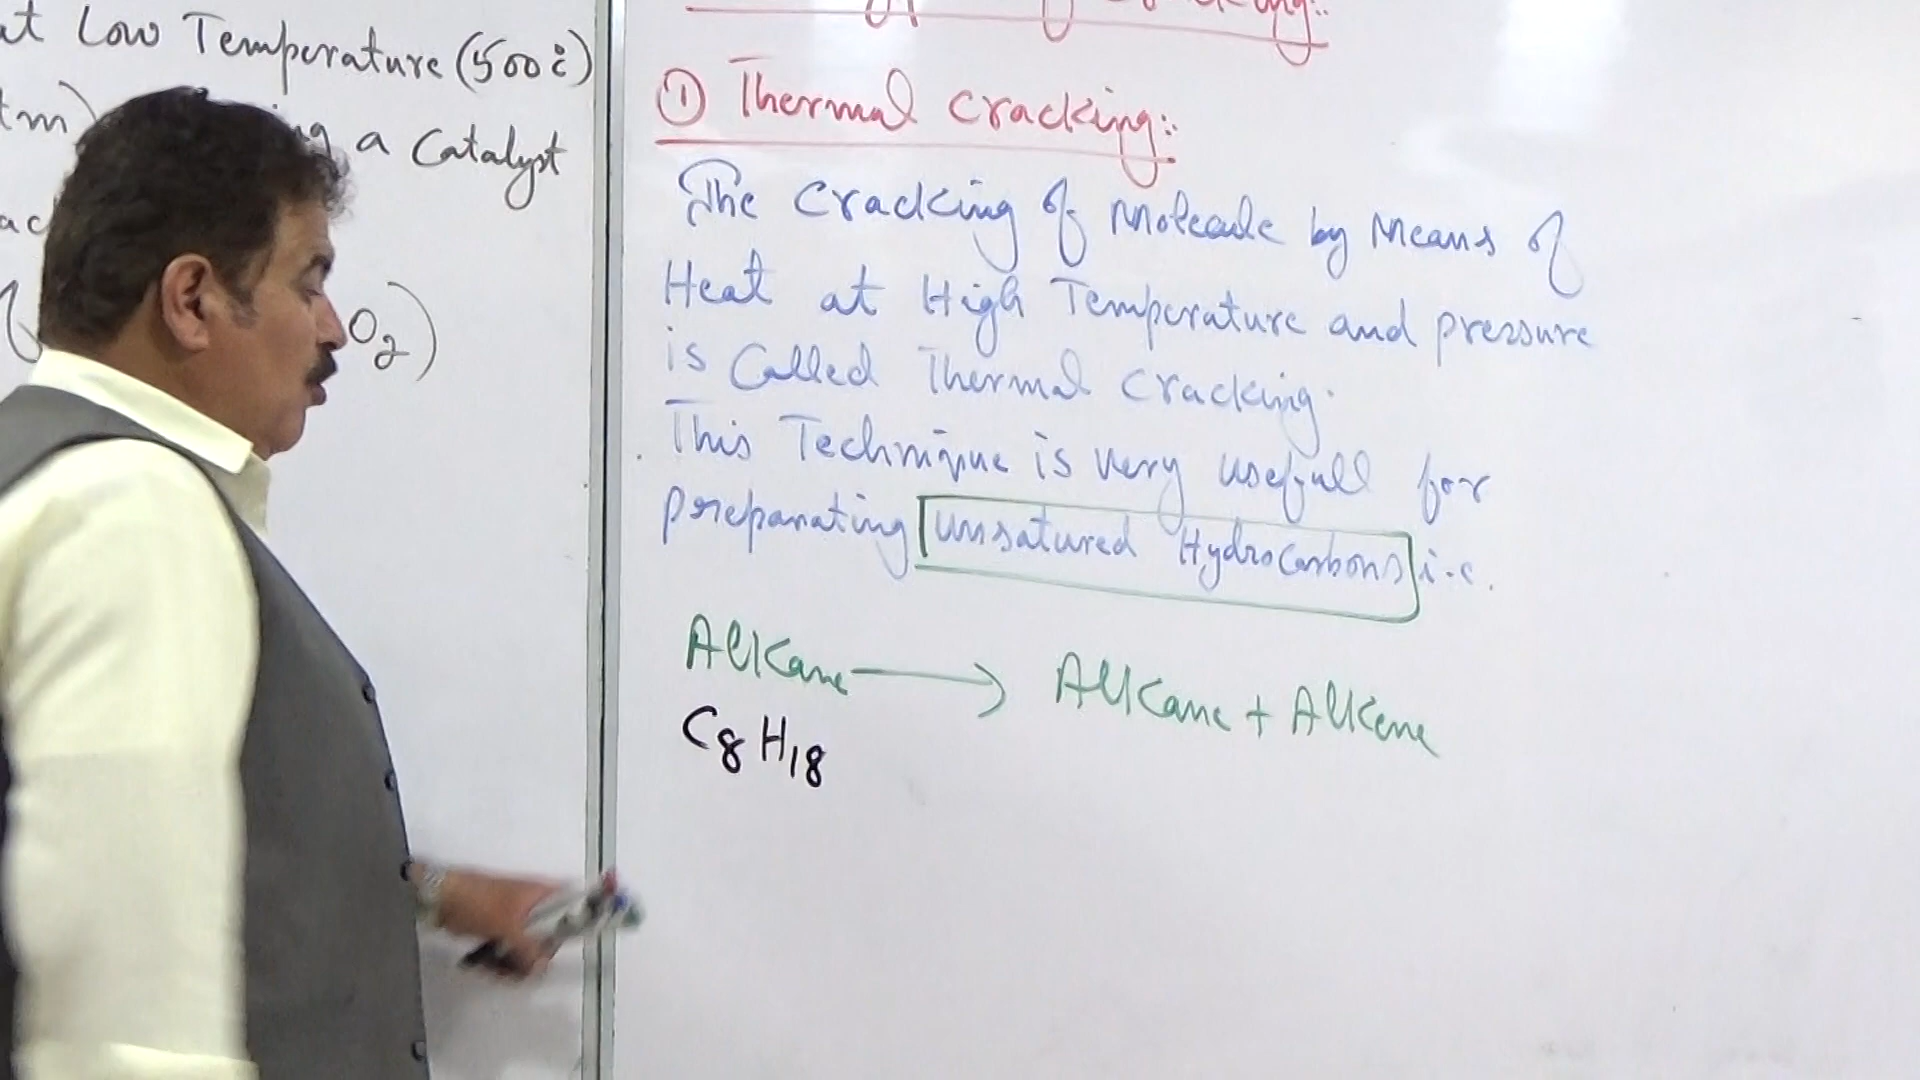 at Low Temperature (500°c)
a Catalyst
O2)
Cracking:
① Thermal Cracking:
The Cracking of Molecule by Means of
Heat at High Temperature and pressure
is Called Thermal Cracking.
This Technique is very usefull for
preparating unsatured HydroCarbons i.e.
Alkane → Alkane + Alkene
C8H18